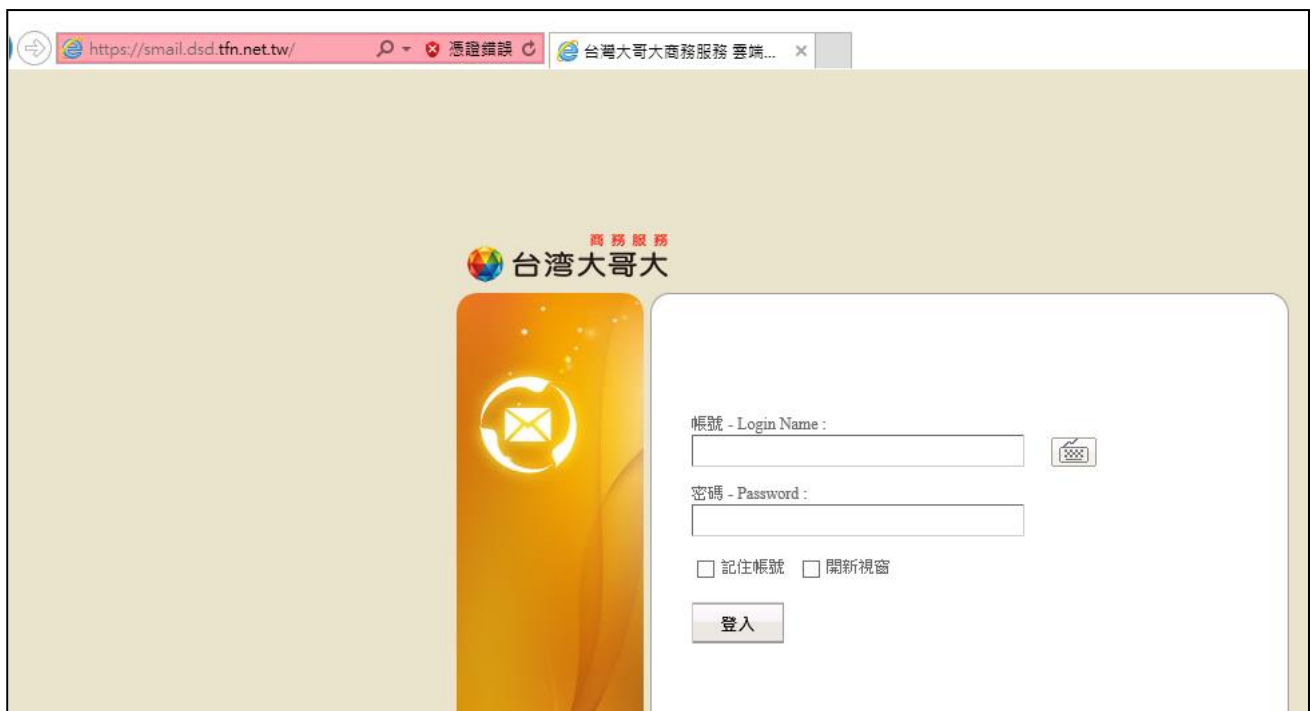 https://smail.dsd.tfn.net.tw/ 憑證錯誤 台灣大哥大商務服務 雲端...
商務服務
台灣大哥大
帳號 - Login Name :
密碼 - Password :
記住帳號 開新視窗
登入